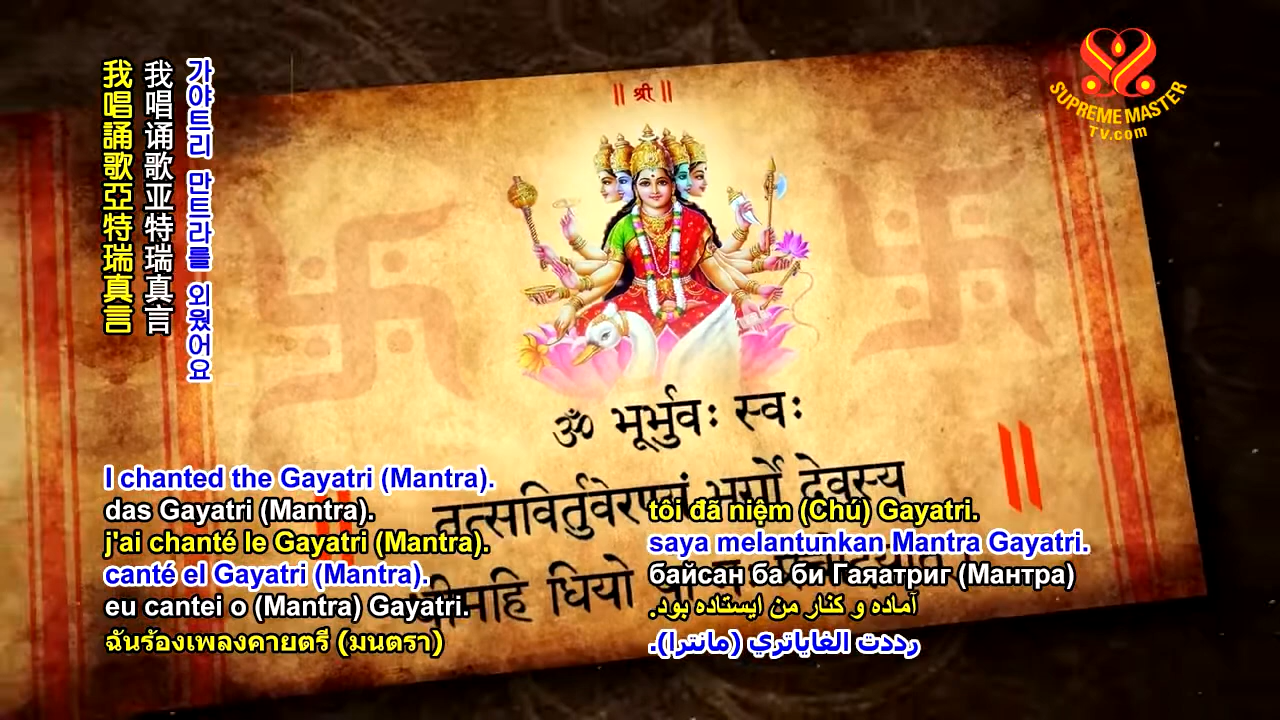 가야트리 만트라를 외웠어요
我唱诵歌亚特瑞真言
我唱誦歌亞特瑞真言
SUPREME MASTER
TV.com
॥ श्री ॥
ॐ भूर्भुवः स्वः
तत्सवितुर्वरेण्यं भर्गो देवस्य
धियो
I chanted the Gayatri (Mantra).
das Gayatri (Mantra).
j'ai chanté le Gayatri (Mantra).
canté el Gayatri (Mantra).
eu cantei o (Mantra) Gayatri.
ฉันร้องเพลงคายตรี (มนตรา)
tôi đã niệm (Chú) Gayatri.
saya melantunkan Mantra Gayatri.
байсан ба би Гаяатриг (Мантра)
آماده و کنار من ایستاده بود.
رددت الغاياتري (مانترا).